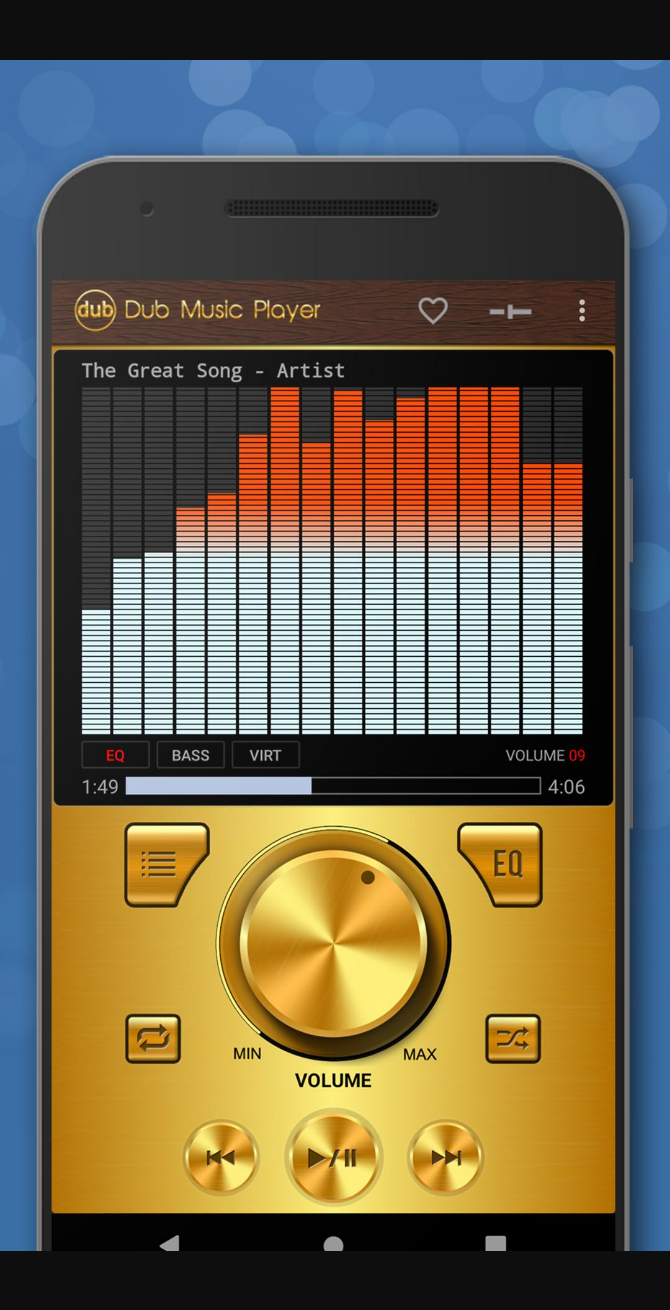 dub Dub Music Player
The Great Song - Artist
EQ BASS VIRT VOLUME 09
1:49 4:06
EQ
MIN MAX
VOLUME